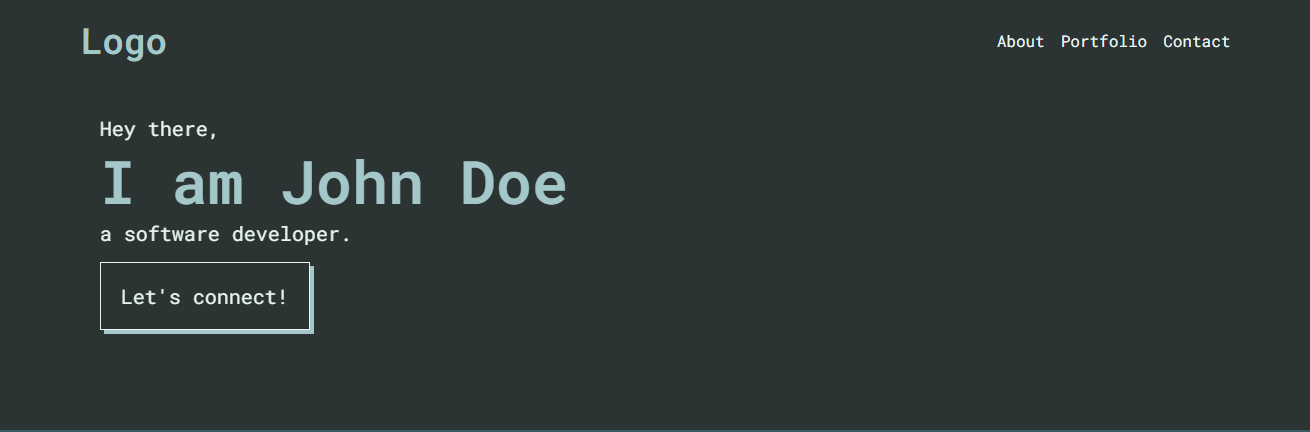 Logo
About Portfolio Contact
Hey there,
I am John Doe
a software developer.
Let's connect!